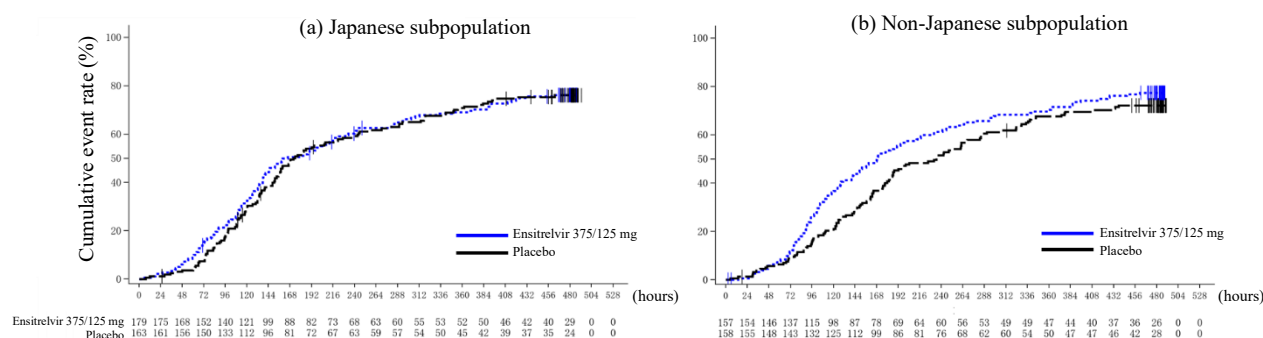 (a) Japanese subpopulation
Cumulative event rate (%)
100
80
60
50
40
20
0
0 24 48 72 96 120 144 168 192 216 240 264 288 312 336 360 384 408 432 456 480 504 528
(hours)
Ensitrelvir 375/125 mg
Placebo
Ensitrelvir 375/125 mg 179 175 168 152 140 121 99 88 82 73 68 63 60 55 53 52 50 46 42 40 29 0 0
Placebo 163 161 156 150 133 112 96 81 72 67 63 59 57 54 50 45 42 39 37 35 24 0 0
(b) Non-Japanese subpopulation
100
80
60
50
40
20
0
0 24 48 72 96 120 144 168 192 216 240 264 288 312 336 360 384 408 432 456 480 504 528
(hours)
Ensitrelvir 375/125 mg
Placebo
157 154 146 137 115 98 87 78 69 64 60 56 53 49 49 47 44 40 37 36 28 0 0
158 155 148 143 132 125 112 99 86 81 76 68 62 60 54 50 47 47 46 42 26 0 0